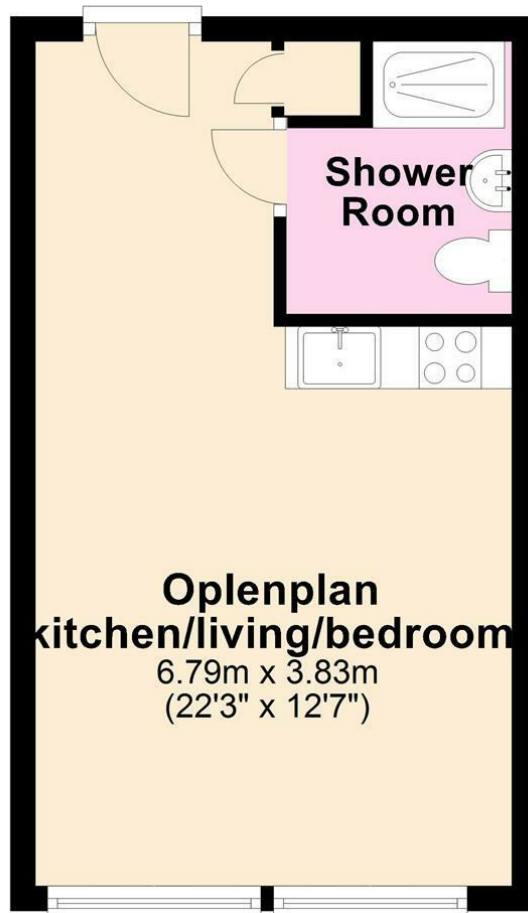 Shower
Room
Oplenplan
kitchen/living/bedroom
6.79m x 3.83m
(22'3" x 12'7")